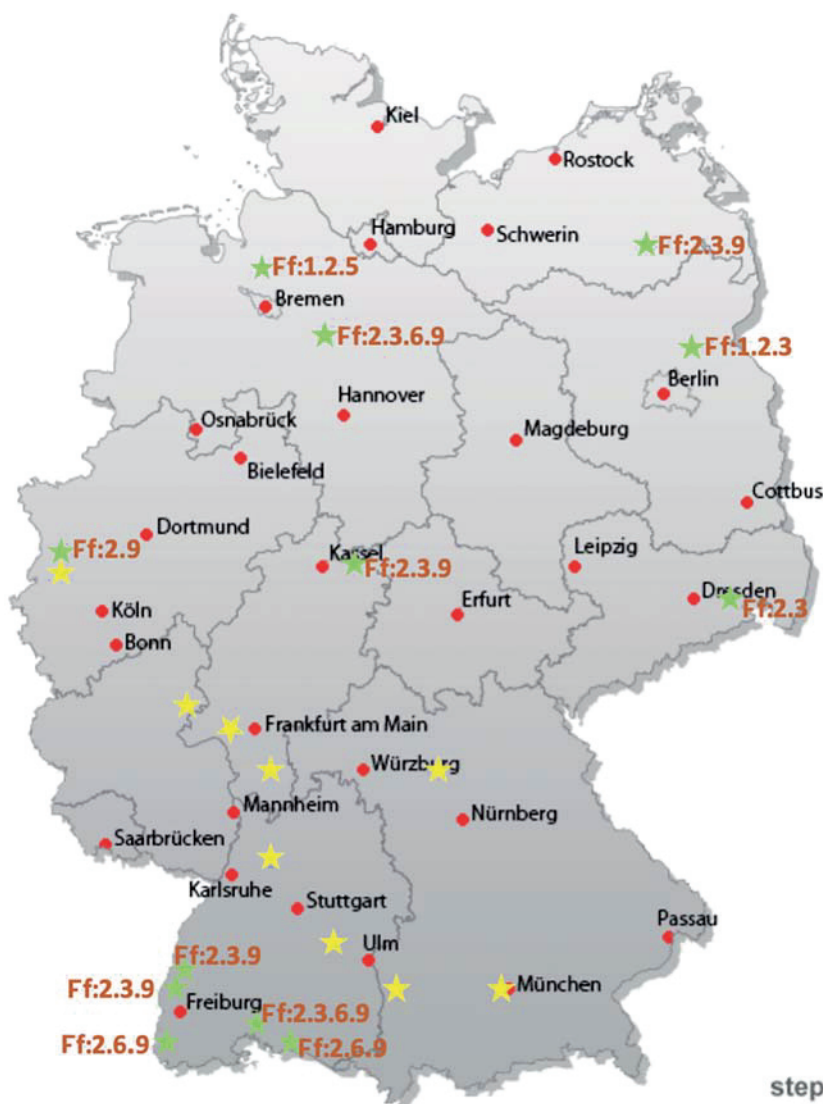 Kiel
Rostock
Hamburg
Schwerin
Ff:2.3.9
Ff:1.2.5
Bremen
Ff:2.3.6.9
Ff:1.2.3
Berlin
Hannover
Osnabrück
Magdeburg
Bielefeld
Cottbus
Dortmund
Ff:2.9
Kassel
Ff:2.3.9
Leipzig
Köln
Erfurt
Dresden
Ff:2.3
Bonn
Frankfurt am Main
Würzburg
Mannheim
Nürnberg
Saarbrücken
Karlsruhe
Stuttgart
Passau
Ulm
Ff:2.3.9
Ff:2.3.9
München
Freiburg
Ff:2.3.6.9
Ff:2.6.9
Ff:2.6.9
step